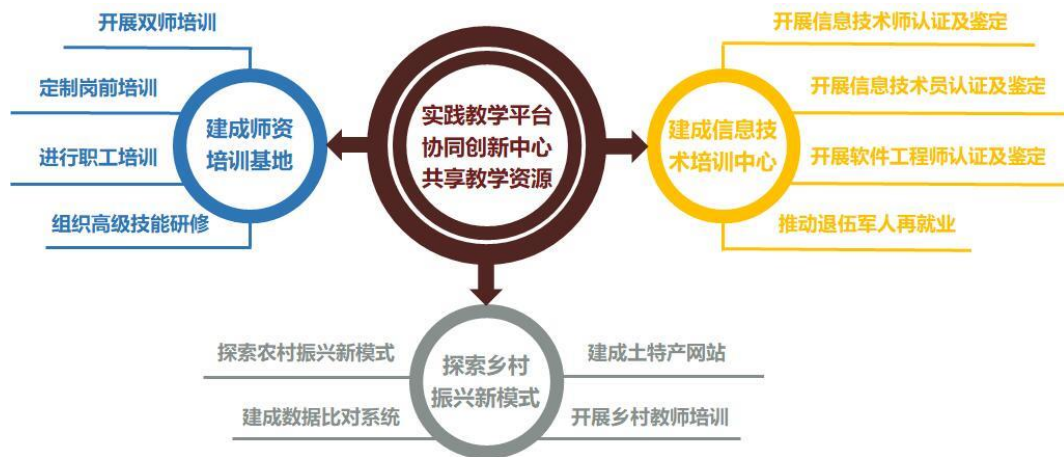 开展双师培训
定制岗前培训
进行职工培训
组织高级技能研修
建成师资
培训基地
实践教学平台
协同创新中心
共享教学资源
建成信息技
术培训中心
开展信息技术师认证及鉴定
开展信息技术员认证及鉴定
开展软件工程师认证及鉴定
推动退伍军人再就业
探索农村振兴新模式
建成数据比对系统
探索乡村
振兴新模式
建成土特产网站
开展乡村教师培训